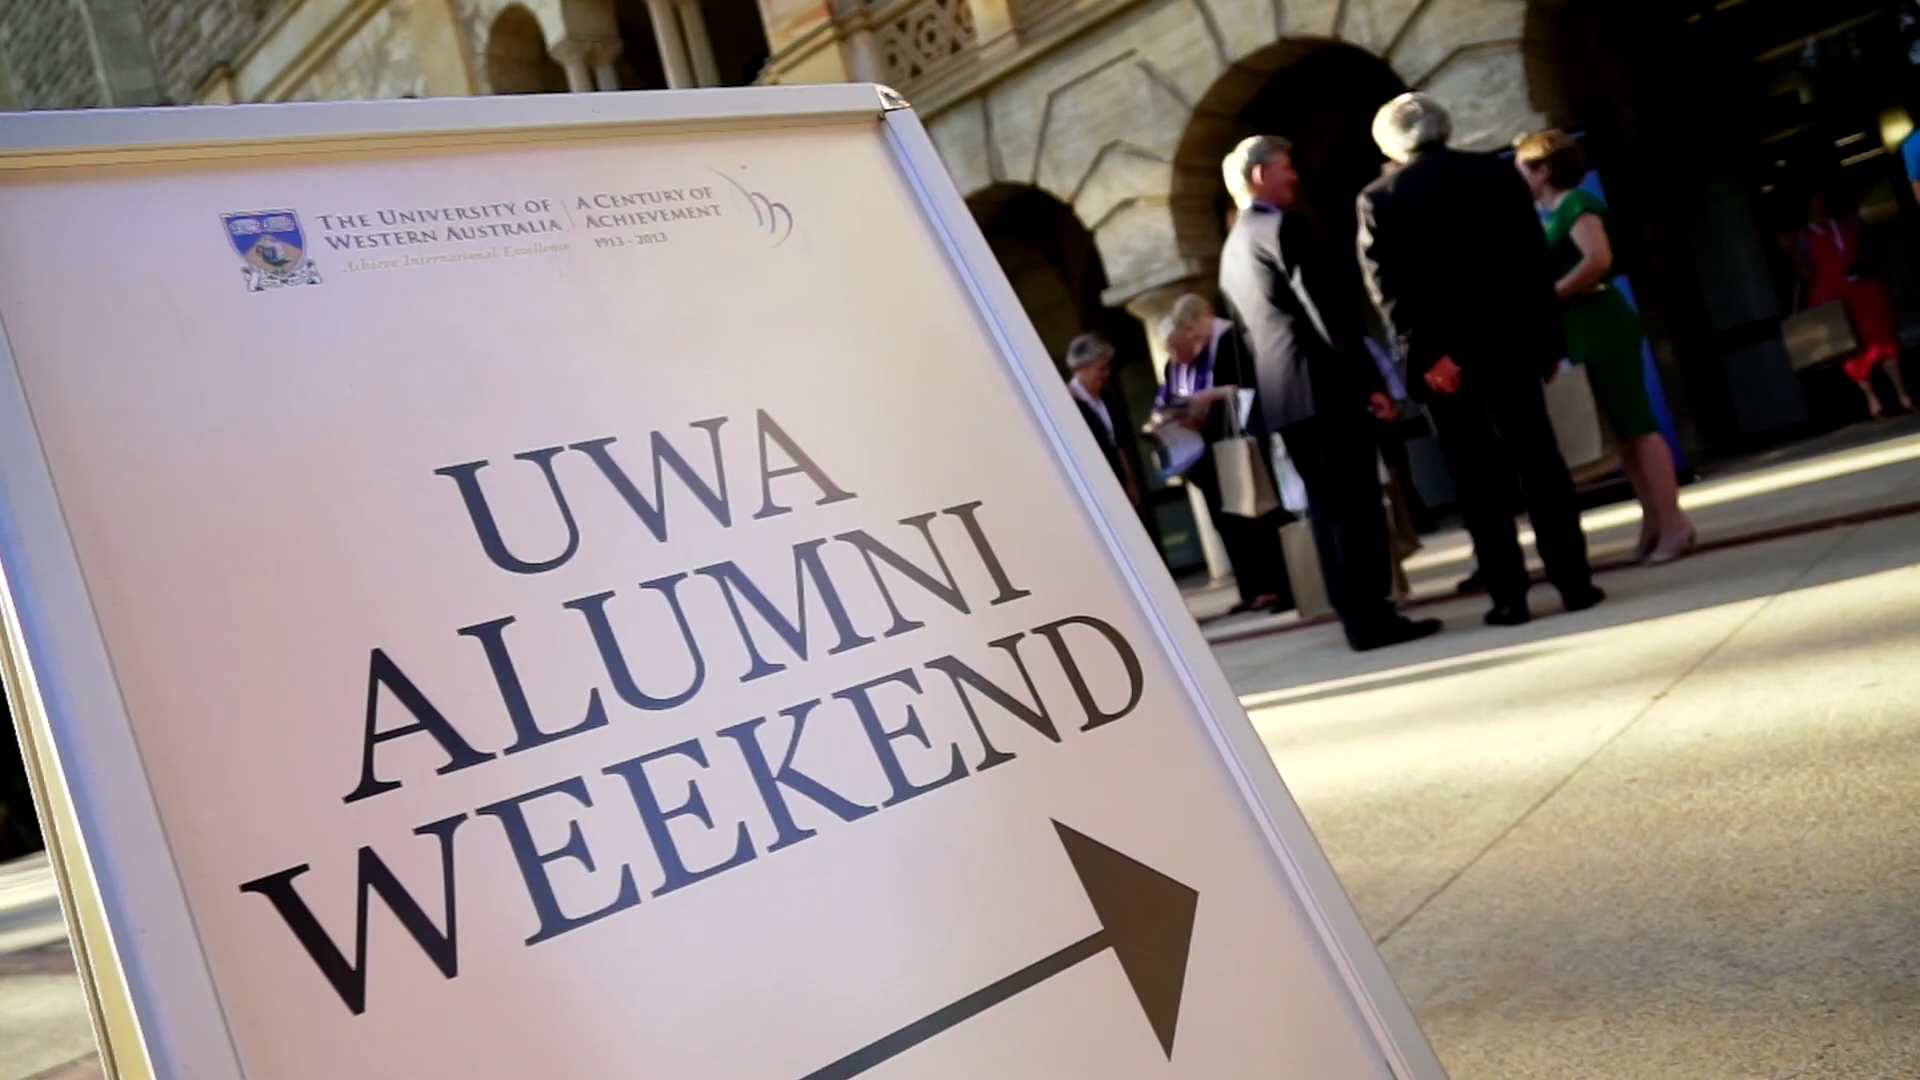 THE UNIVERSITY OF
WESTERN AUSTRALIA
Achieve International Excellence
A CENTURY OF
ACHIEVEMENT
1913 - 2013
UWA
ALUMNI
WEEKEND